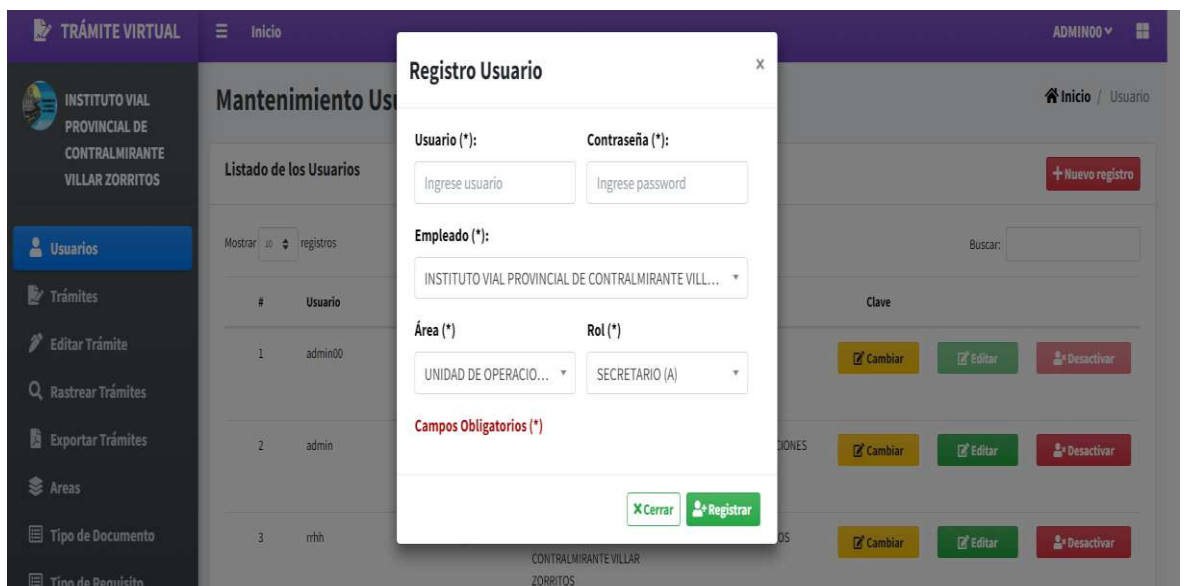 TRÁMITE VIRTUAL
Inicio
ADMIN00
INSTITUTO VIAL
PROVINCIAL DE
CONTRALMIRANTE
VILLAR ZORRITOS
Usuarios
Trámites
Editar Trámite
Rastrear Trámites
Exportar Trámites
Areas
Tipo de Documento
Tipo de Requisito
Mantenimiento
Inicio / Usuario
Listado de los Usuarios
+ Nuevo registro
Mostrar 10 registros
Buscar:
# Usuario Clave
1 admin00 Cambiar Editar Desactivar
2 admin Cambiar Editar Desactivar
3 rrhh Cambiar Editar Desactivar
CONTRALMIRANTE VILLAR
ZORRITOS
Registro Usuario
x
Usuario (*): Contraseña (*):
Ingrese usuario Ingrese password
Empleado (*):
INSTITUTO VIAL PROVINCIAL DE CONTRALMIRANTE VILL...
Área (*) Rol (*)
UNIDAD DE OPERACIO... SECRETARIO (A)
Campos Obligatorios (*)
X Cerrar Registrar